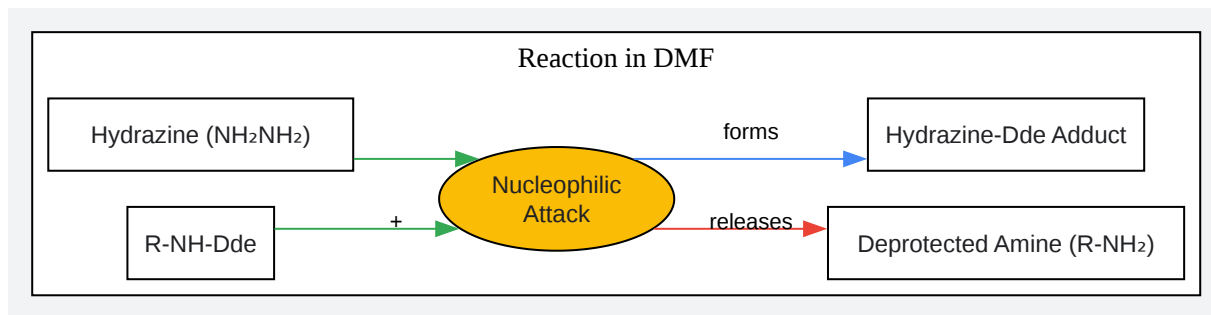 Reaction in DMF
Hydrazine (NH₂NH₂)
forms
Hydrazine-Dde Adduct
Nucleophilic
Attack
R-NH-Dde
+
releases
Deprotected Amine (R-NH₂)